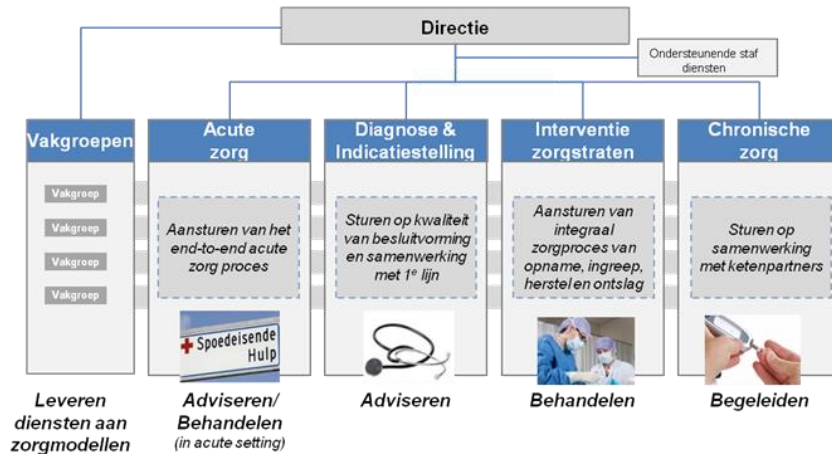 Directie
Ondersteunende staf
diensten
Vakgroepen
Vakgroep
Vakgroep
Vakgroep
Vakgroep
Leveren
diensten aan
zorgmodellen
Acute
zorg
Aansturen van het
end-to-end acute
zorg proces
Spoedeisende
Hulp
Adviseren/
Behandelen
(in acute setting)
Diagnose &
Indicatiestelling
Sturen op kwaliteit
van besluitvorming
en samenwerking
met 1e lijn
Adviseren
Interventie
zorgstraten
Aansturen van
integraal
zorgproces van
opname, ingreep,
herstel en ontslag
Behandelen
Chronische
zorg
Sturen op
samenwerking
met ketenpartners
Begeleiden